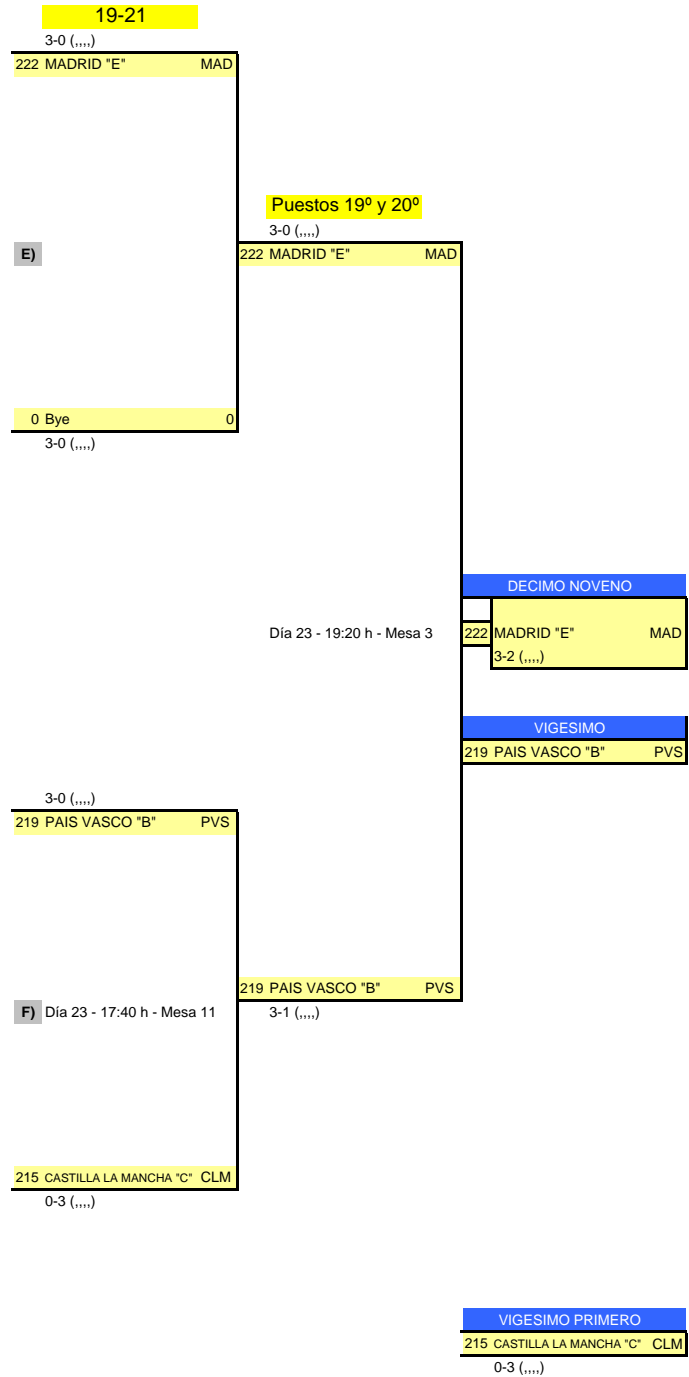 19-21
3-0 (,,,,)
222 MADRID "E" MAD
Puestos 19º y 20º
3-0 (,,,,)
E) 222 MADRID "E" MAD
0 Bye 0
3-0 (,,,,)
DECIMO NOVENO
Día 23 - 19:20 h - Mesa 3 222 MADRID "E" MAD
3-2 (,,,,)
VIGESIMO
219 PAIS VASCO "B" PVS
3-0 (,,,,)
219 PAIS VASCO "B" PVS
219 PAIS VASCO "B" PVS
F) Día 23 - 17:40 h - Mesa 11 3-1 (,,,,)
215 CASTILLA LA MANCHA "C" CLM
0-3 (,,,,)
VIGESIMO PRIMERO
215 CASTILLA LA MANCHA "C" CLM
0-3 (,,,,)